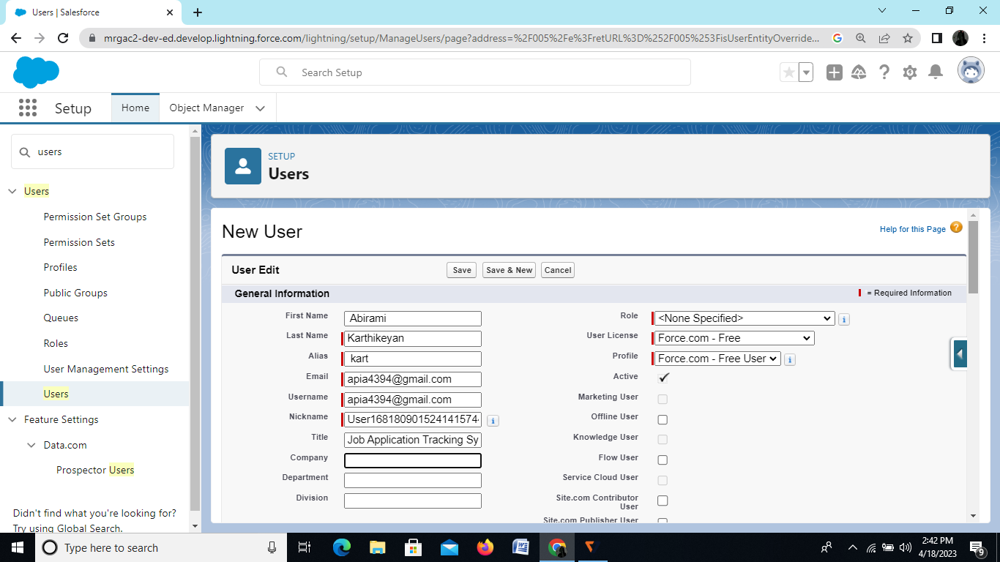 Users | Salesforce
mrgac2-dev-ed.develop.lightning.force.com/lightning/setup/ManageUsers/page?address=%2F005%2Fe%3FretURL%3D%252F005%253FisUserEntityOverride...
Search Setup
Setup
Home
Object Manager
users
Users
Permission Set Groups
Permission Sets
Profiles
Public Groups
Queues
Roles
User Management Settings
Users
Feature Settings
Data.com
Prospector Users
Didn't find what you're looking for?
Try using Global Search.
SETUP
Users
New User
Help for this Page
User Edit
Save
Save & New
Cancel
General Information
= Required Information
First Name Abirami
Last Name Karthikeyan
Alias kart
Email apia4394@gmail.com
Username apia4394@gmail.com
Nickname User168180901524141574
Title Job Application Tracking Sy
Company
Department
Division
Role <None Specified>
User License Force.com - Free
Profile Force.com - Free User
Active
Marketing User
Offline User
Knowledge User
Flow User
Service Cloud User
Site.com Contributor
User
Site.com Publisher User
Type here to search
2:42 PM
4/18/2023
9